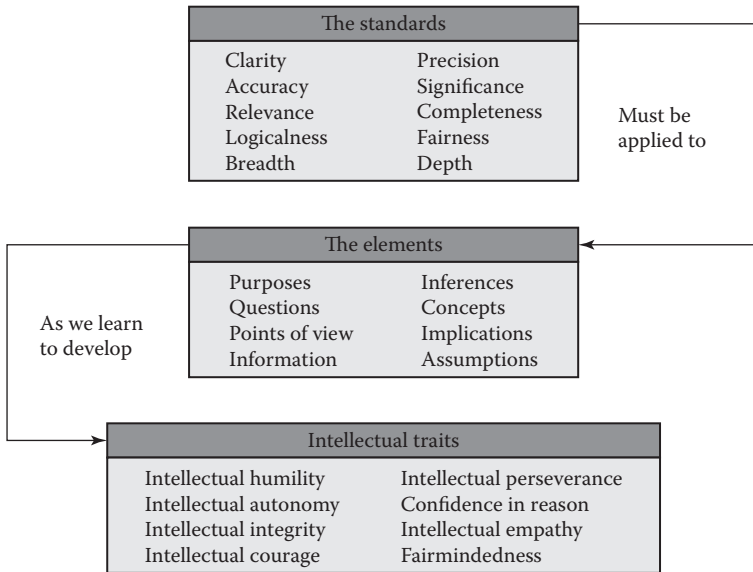 The standards
Clarity Precision
Accuracy Significance
Relevance Completeness
Logicalness Fairness
Breadth Depth
Must be
applied to
The elements
Purposes Inferences
Questions Concepts
Points of view Implications
Information Assumptions
As we learn
to develop
Intellectual traits
Intellectual humility Intellectual perseverance
Intellectual autonomy Confidence in reason
Intellectual integrity Intellectual empathy
Intellectual courage Fairmindedness